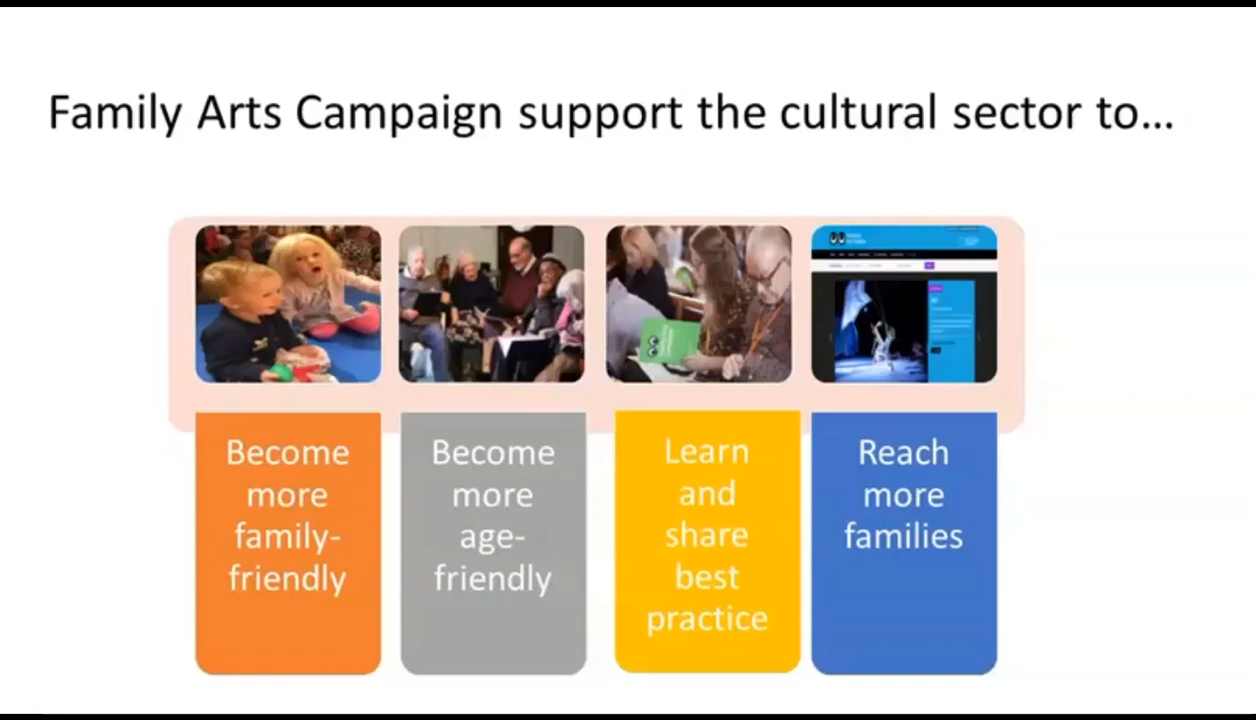 Family Arts Campaign support the cultural sector to...
Become
more
family-
friendly
Become
more
age-
friendly
Learn
and
share
best
practice
Reach
more
families